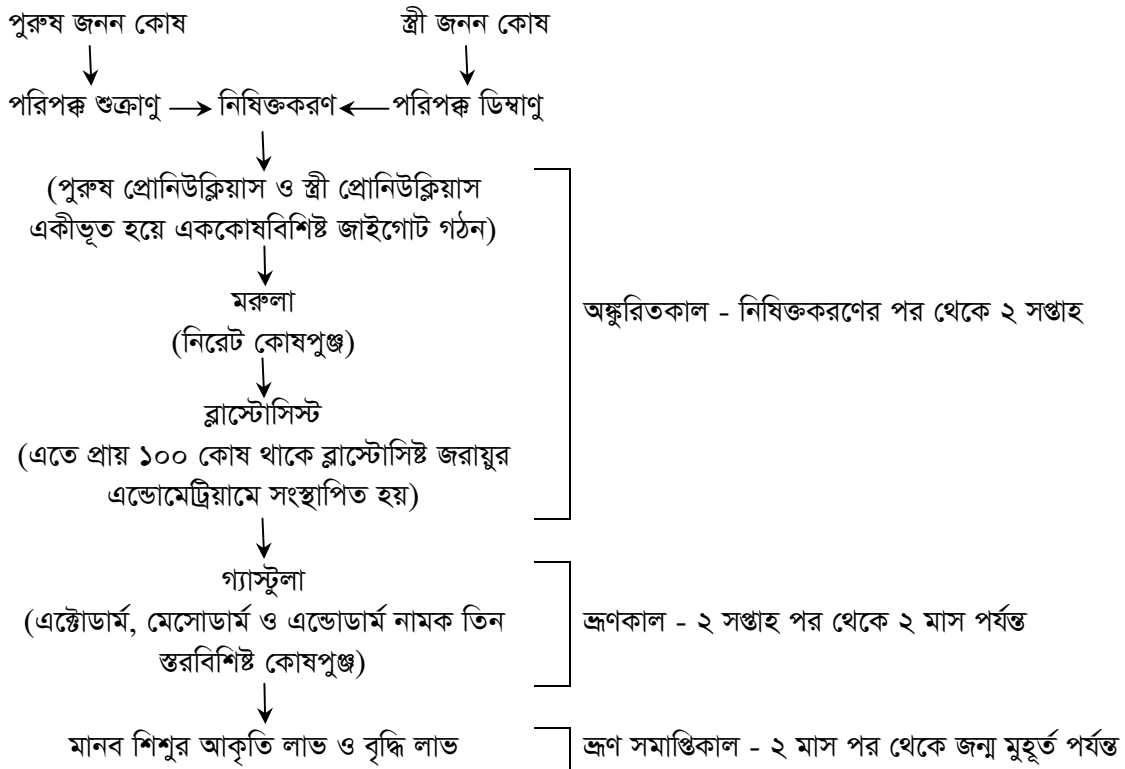 পুরুষ জনন কোষ স্ত্রী জনন কোষ
পরিপক্ক শুক্রাণু নিষিক্তকরণ পরিপক্ক ডিম্বাণু
(পুরুষ প্রোনিউক্লিয়াস ও স্ত্রী প্রোনিউক্লিয়াস
একীভূত হয়ে এককোষবিশিষ্ট জাইগোট গঠন)
মরুলা
(নিরেট কোষপুঞ্জ)
অঙ্কুরিতকাল - নিষিক্তকরণের পর থেকে ২ সপ্তাহ
ব্লাস্টোসিস্ট
(এতে প্রায় ১০০ কোষ থাকে ব্লাস্টোসিষ্ট জরায়ুর
এন্ডোমেট্রিয়ামে সংস্থাপিত হয়)
গ্যাস্টুলা
(এক্টোডার্ম, মেসোডার্ম ও এন্ডোডার্ম নামক তিন
স্তরবিশিষ্ট কোষপুঞ্জ)
ভ্রূণকাল - ২ সপ্তাহ পর থেকে ২ মাস পর্যন্ত
মানব শিশুর আকৃতি লাভ ও বৃদ্ধি লাভ
ভ্রূণ সমাপ্তিকাল - ২ মাস পর থেকে জন্ম মুহূর্ত পর্যন্ত